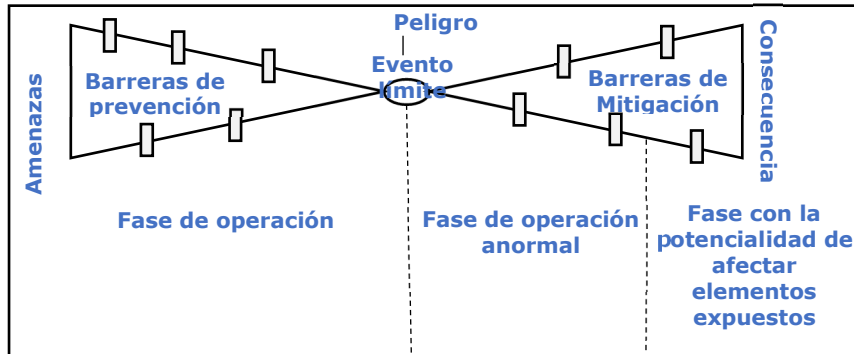 Peligro
Evento
límite
Amenazas
Barreras de
prevención
Barreras de
Mitigación
Consecuencia
Fase de operación
Fase de operación
anormal
Fase con la
potencialidad de
afectar
elementos
expuestos